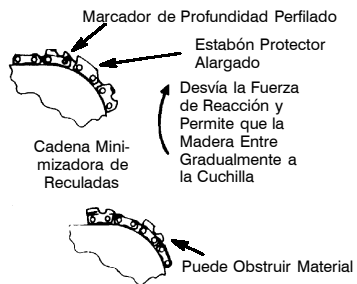 Marcador de Profundidad Perfilado
Estabón Protector
Alargado
Desvía la Fuerza
de Reacción y
Permite que la
Madera Entre
Gradualmente a
la Cuchilla
Cadena Mini-
mizadora de
Reculadas
Puede Obstruir Material